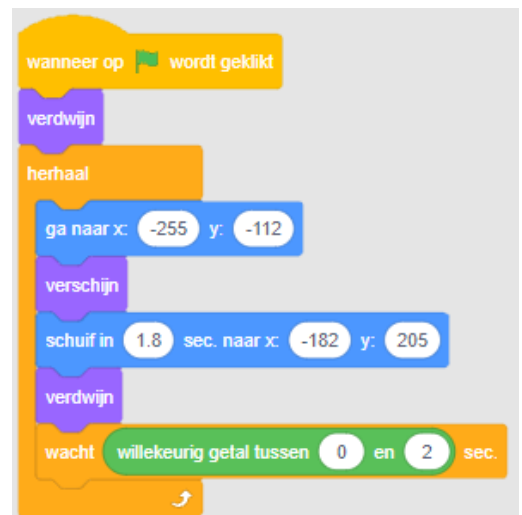 wanneer op wordt geklikt
verdwijn
herhaal
ga naar x: -255 y: -112
verschijn
schuif in 1.8 sec. naar x: -182 y: 205
verdwijn
wacht willekeurig getal tussen 0 en 2 sec.